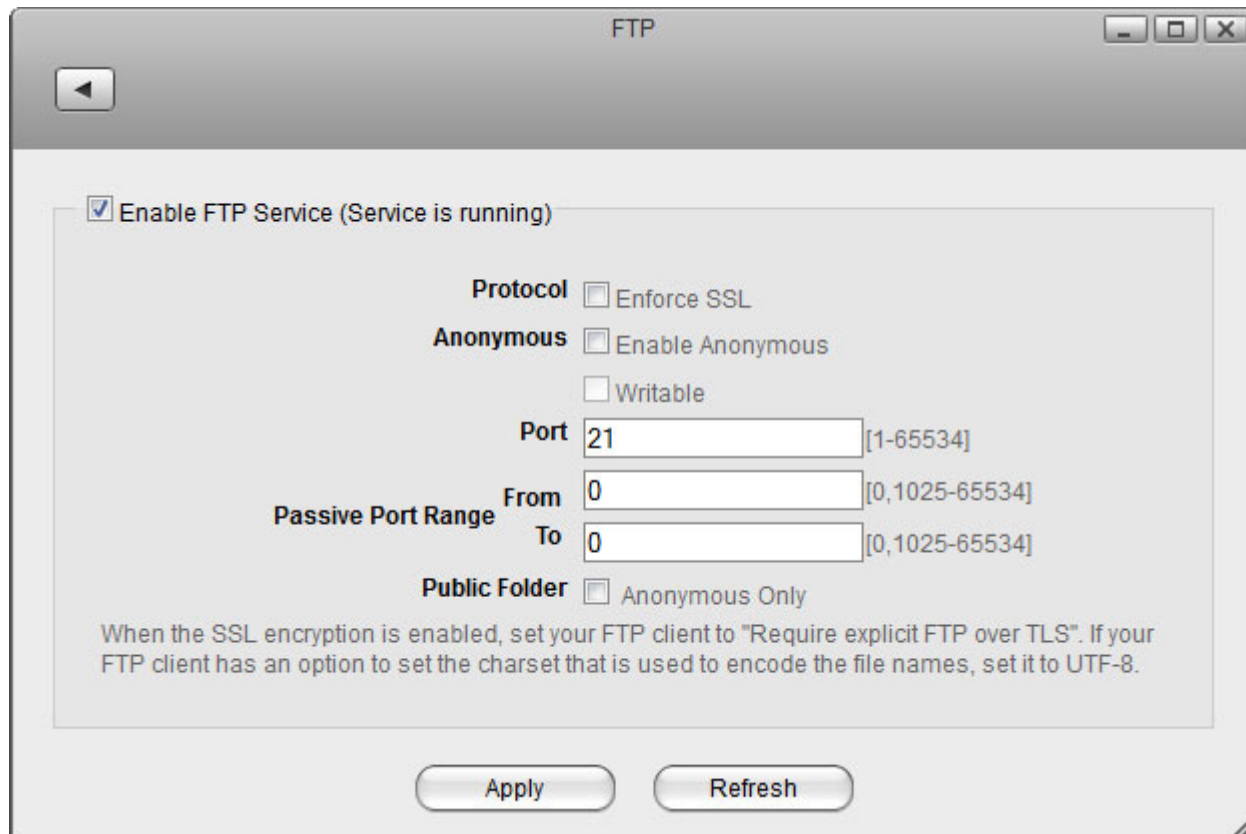 FTP
Enable FTP Service (Service is running)
Protocol Enforce SSL
Anonymous Enable Anonymous
Writable
Port 21 [1-65534]
Passive Port Range From 0 [0,1025-65534]
To 0 [0,1025-65534]
Public Folder Anonymous Only
When the SSL encryption is enabled, set your FTP client to "Require explicit FTP over TLS". If your
FTP client has an option to set the charset that is used to encode the file names, set it to UTF-8.
Apply Refresh